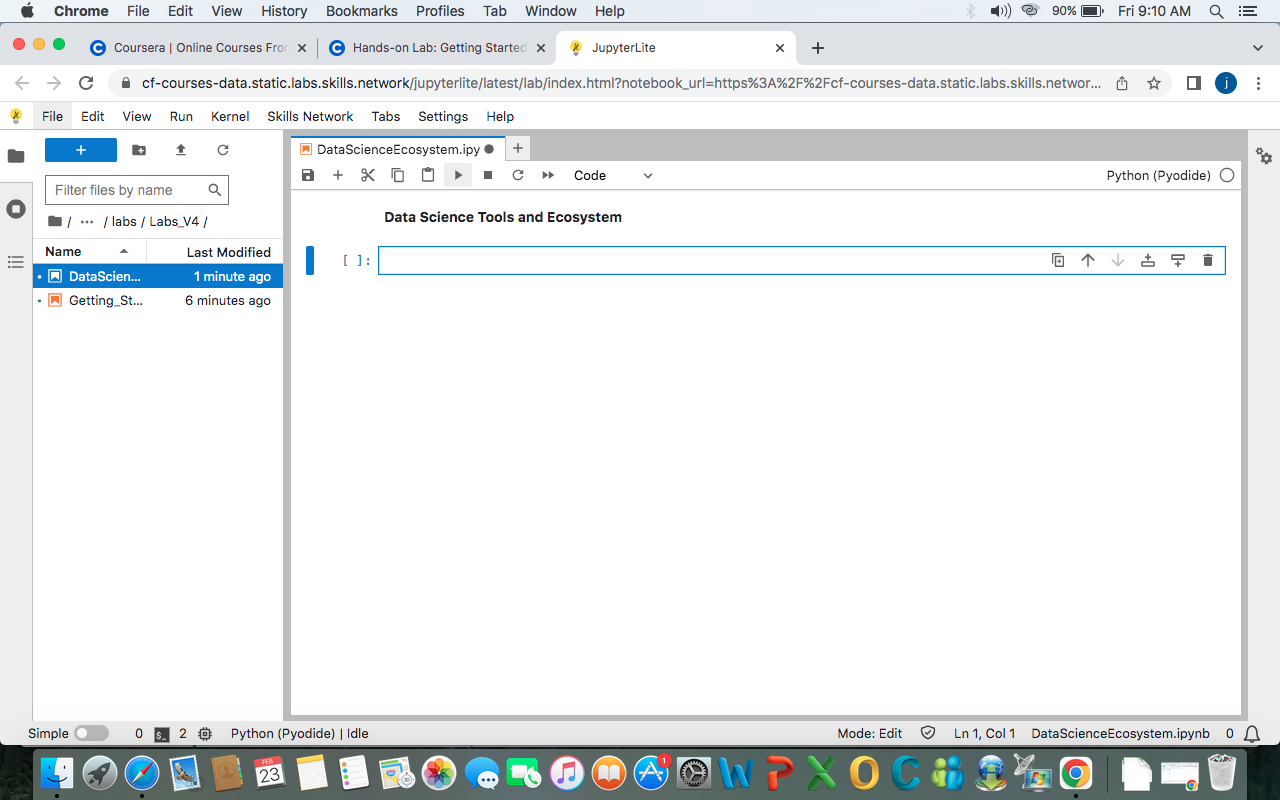 Chrome File Edit View History Bookmarks Profiles Tab Window Help 90% Fri 9:10 AM
Coursera | Online Courses Fro Hands-on Lab: Getting Started JupyterLite
cf-courses-data.static.labs.skills.network/jupyterlite/latest/lab/index.html?notebook_url=https%3A%2F%2Fcf-courses-data.static.labs.skills.networ... j
File Edit View Run Kernel Skills Network Tabs Settings Help
DataScienceEcosystem.ipy
Code Python (Pyodide)
Filter files by name
/ ··· / labs / Labs_V4 /
Name Last Modified
DataScien... 1 minute ago
Getting_St... 6 minutes ago
Data Science Tools and Ecosystem
[ ]:
Simple 0 $_ 2 Python (Pyodide) | Idle Mode: Edit Ln 1, Col 1 DataScienceEcosystem.ipynb 0
FEB
23
1